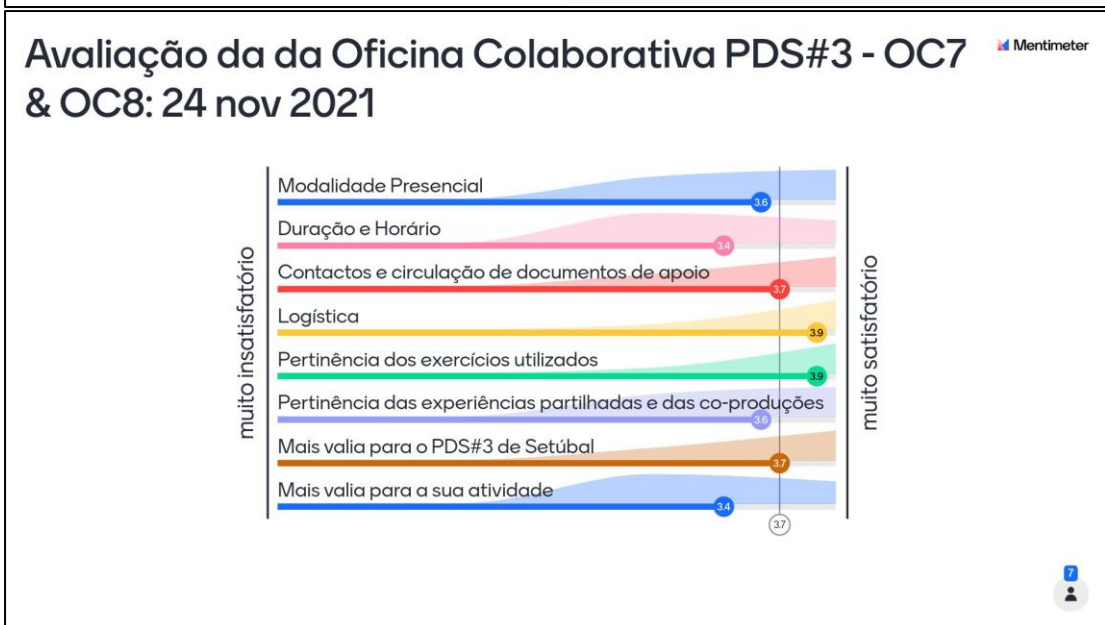 Avaliação da da Oficina Colaborativa PDS#3 - OC7
& OC8: 24 nov 2021
Mentimeter
muito insatisfatório
Modalidade Presencial
3.6
Duração e Horário
3.4
Contactos e circulação de documentos de apoio
3.7
Logística
3.9
Pertinência dos exercícios utilizados
3.9
Pertinência das experiências partilhadas e das co-produções
3.6
Mais valia para o PDS#3 de Setúbal
3.7
Mais valia para a sua atividade
3.4
3.7
muito satisfatório
7